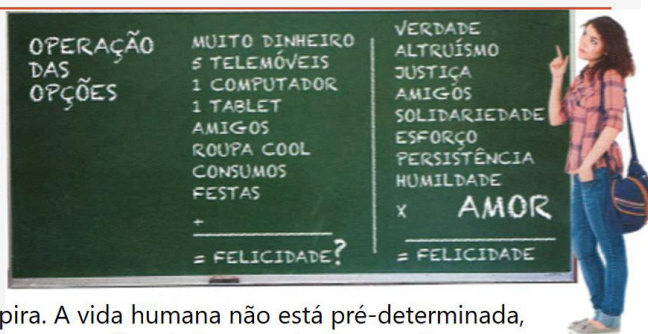 OPERAÇÃO
DAS
OPÇÕES
MUITO DINHEIRO
5 TELEMÓVEIS
1 COMPUTADOR
1 TABLET
AMIGOS
ROUPA COOL
CONSUMOS
FESTAS
+
= FELICIDADE?
VERDADE
ALTRUÍSMO
JUSTIÇA
AMIGOS
SOLIDARIEDADE
ESFORÇO
PERSISTÊNCIA
HUMILDADE
X AMOR
= FELICIDADE
pira. A vida humana não está pré-determinada,